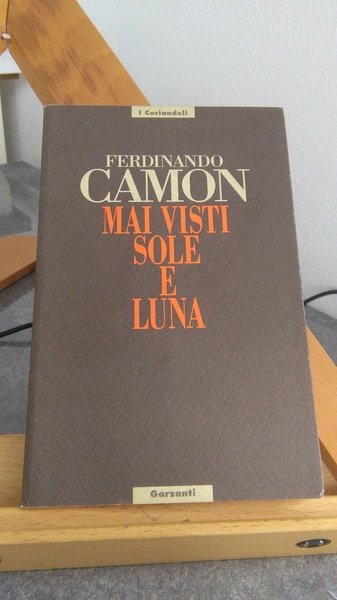 I Coriandoli
FERDINANDO
CAMON
MAI VISTI
SOLE
E
LUNA
Garzanti